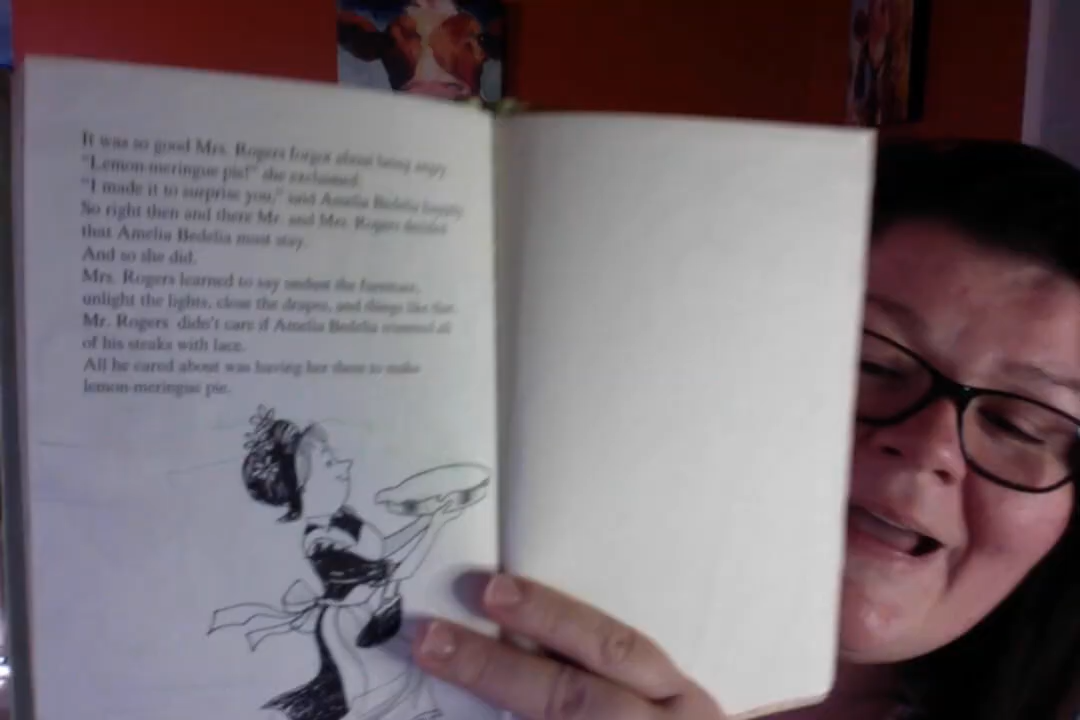 It was so good Mrs. Rogers forgot about being angry.
"Lemon-meringue pie!" she exclaimed.
"I made it to surprise you," said Amelia Bedelia happily.
So right then and there Mr. and Mrs. Rogers decided
that Amelia Bedelia must stay.
And so she did.
Mrs. Rogers learned to say undust the furniture,
unlight the lights, close the drapes, and things like that.
Mr. Rogers didn't care if Amelia Bedelia trimmed all
of his steaks with lace.
All he cared about was having her there to make
lemon-meringue pie.